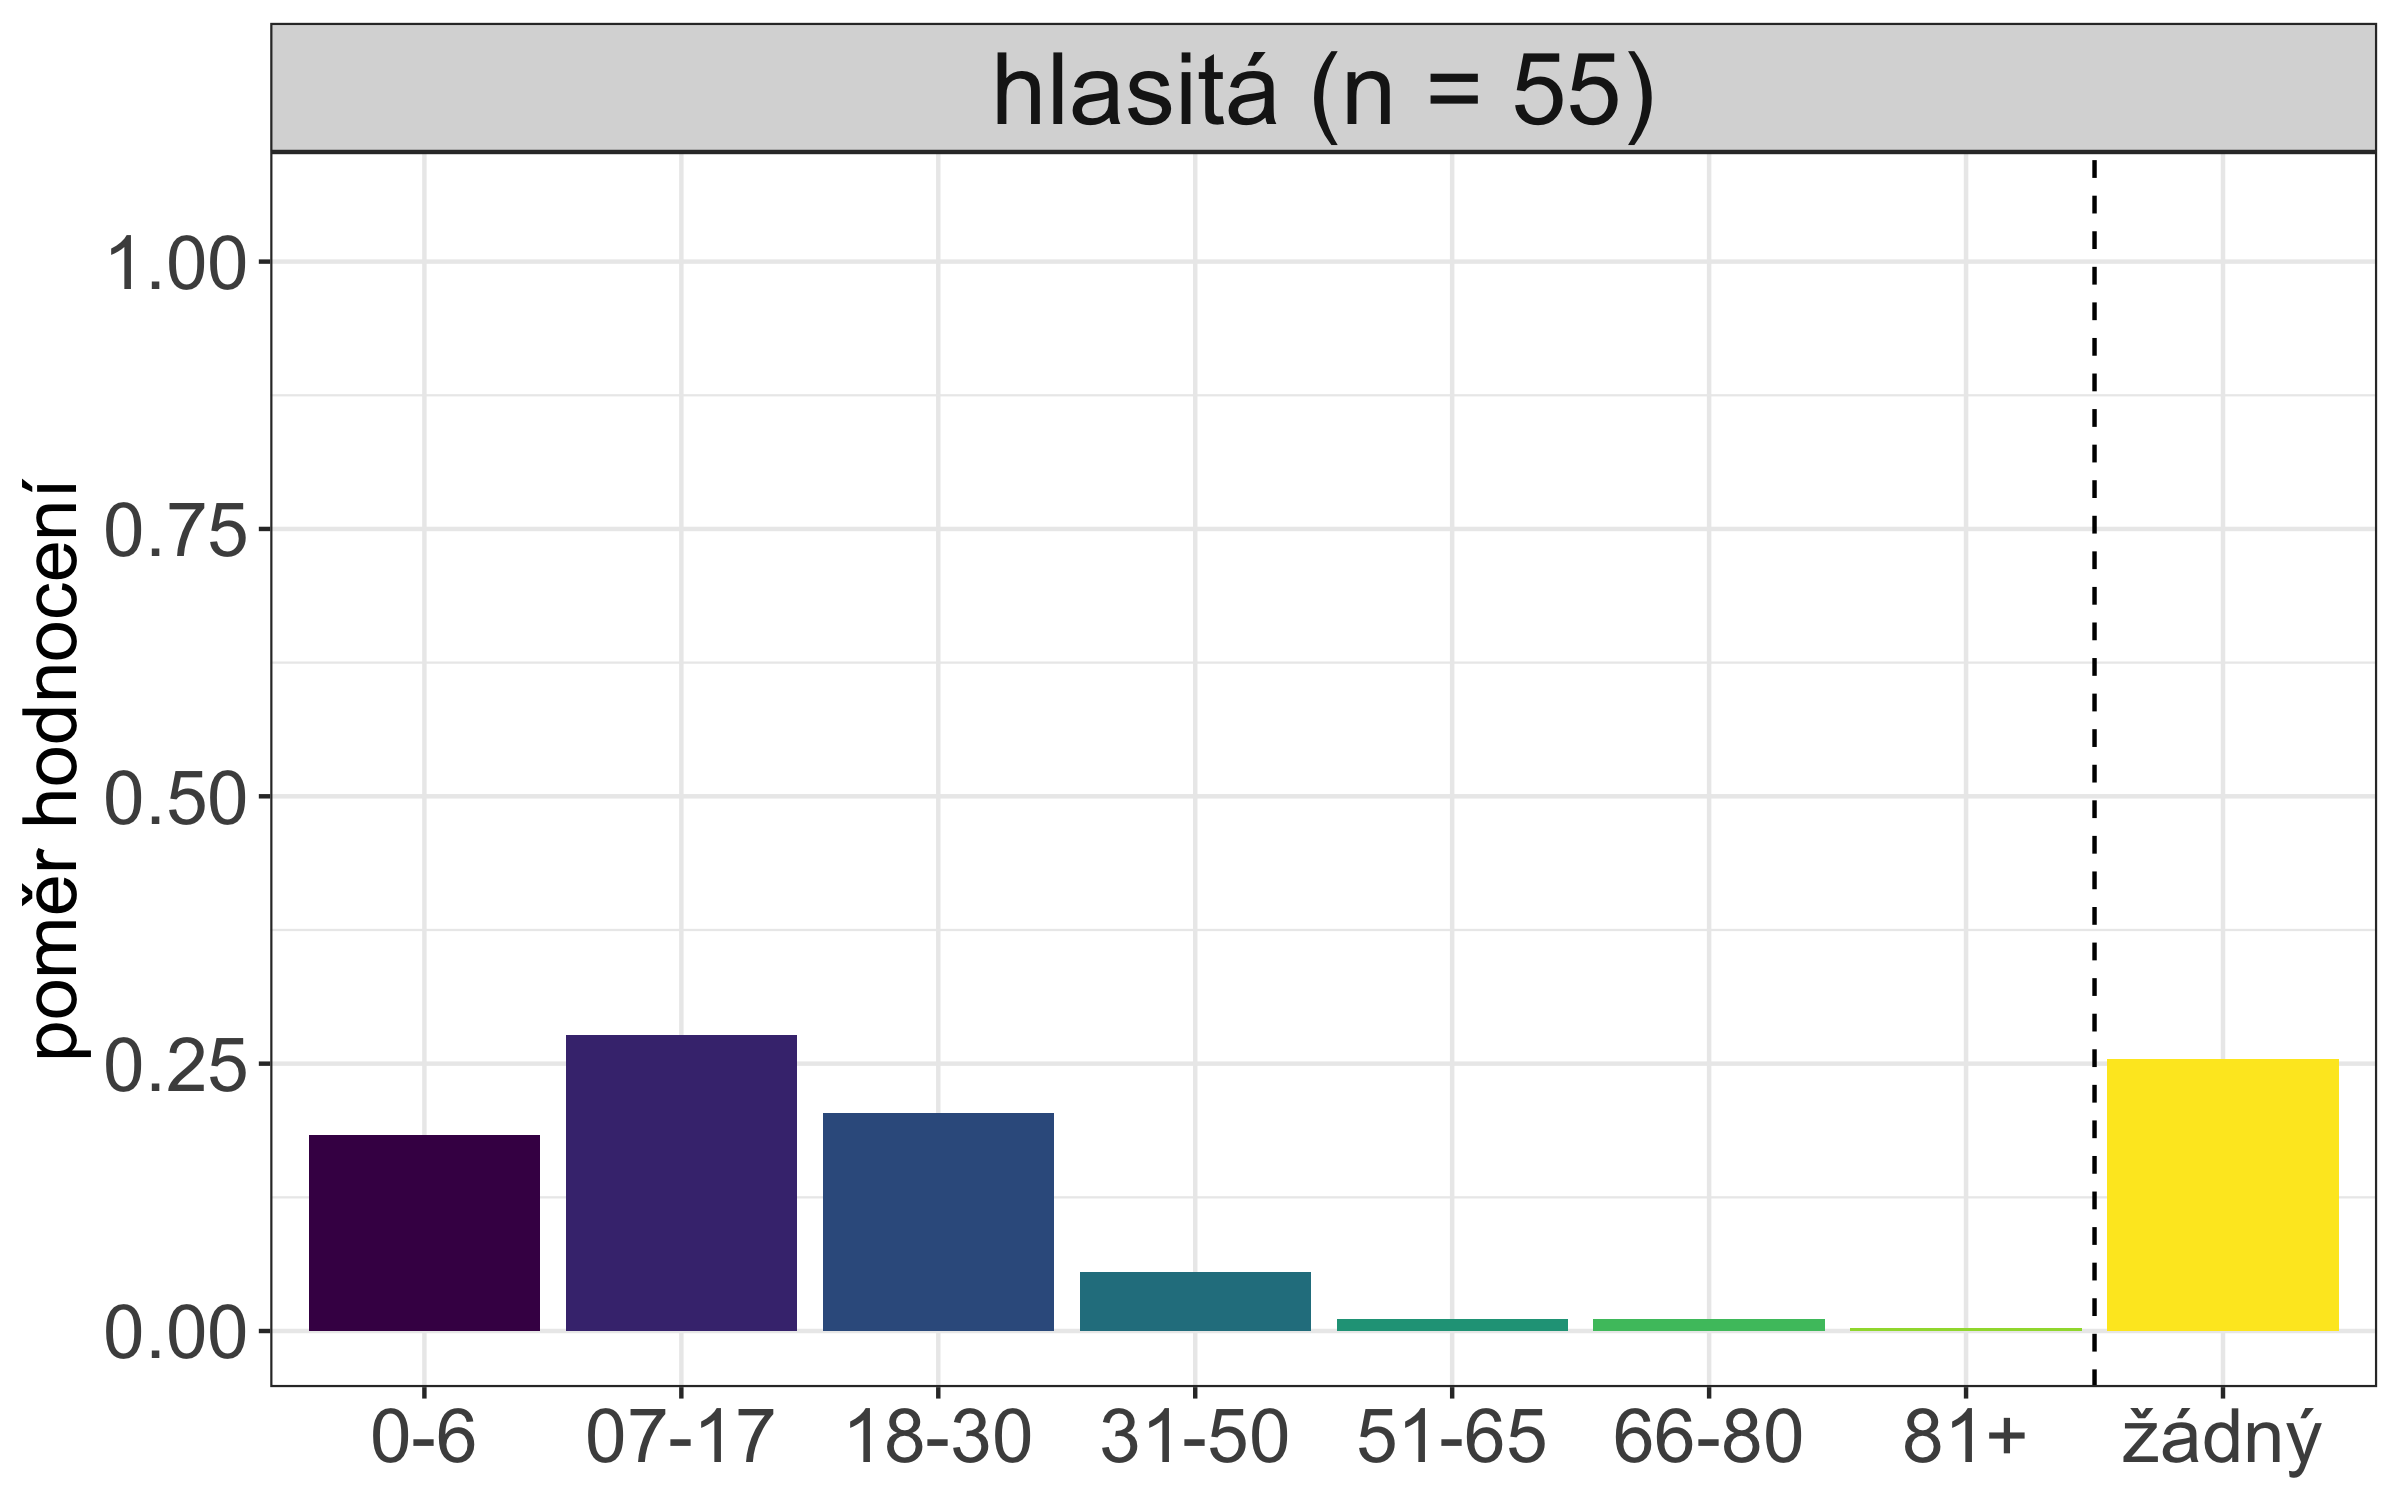 hlasitá (n = 55)
poměr hodnocení
1.00
0.75
0.50
0.25
0.00
0-6 07-17 18-30 31-50 51-65 66-80 81+ žádný